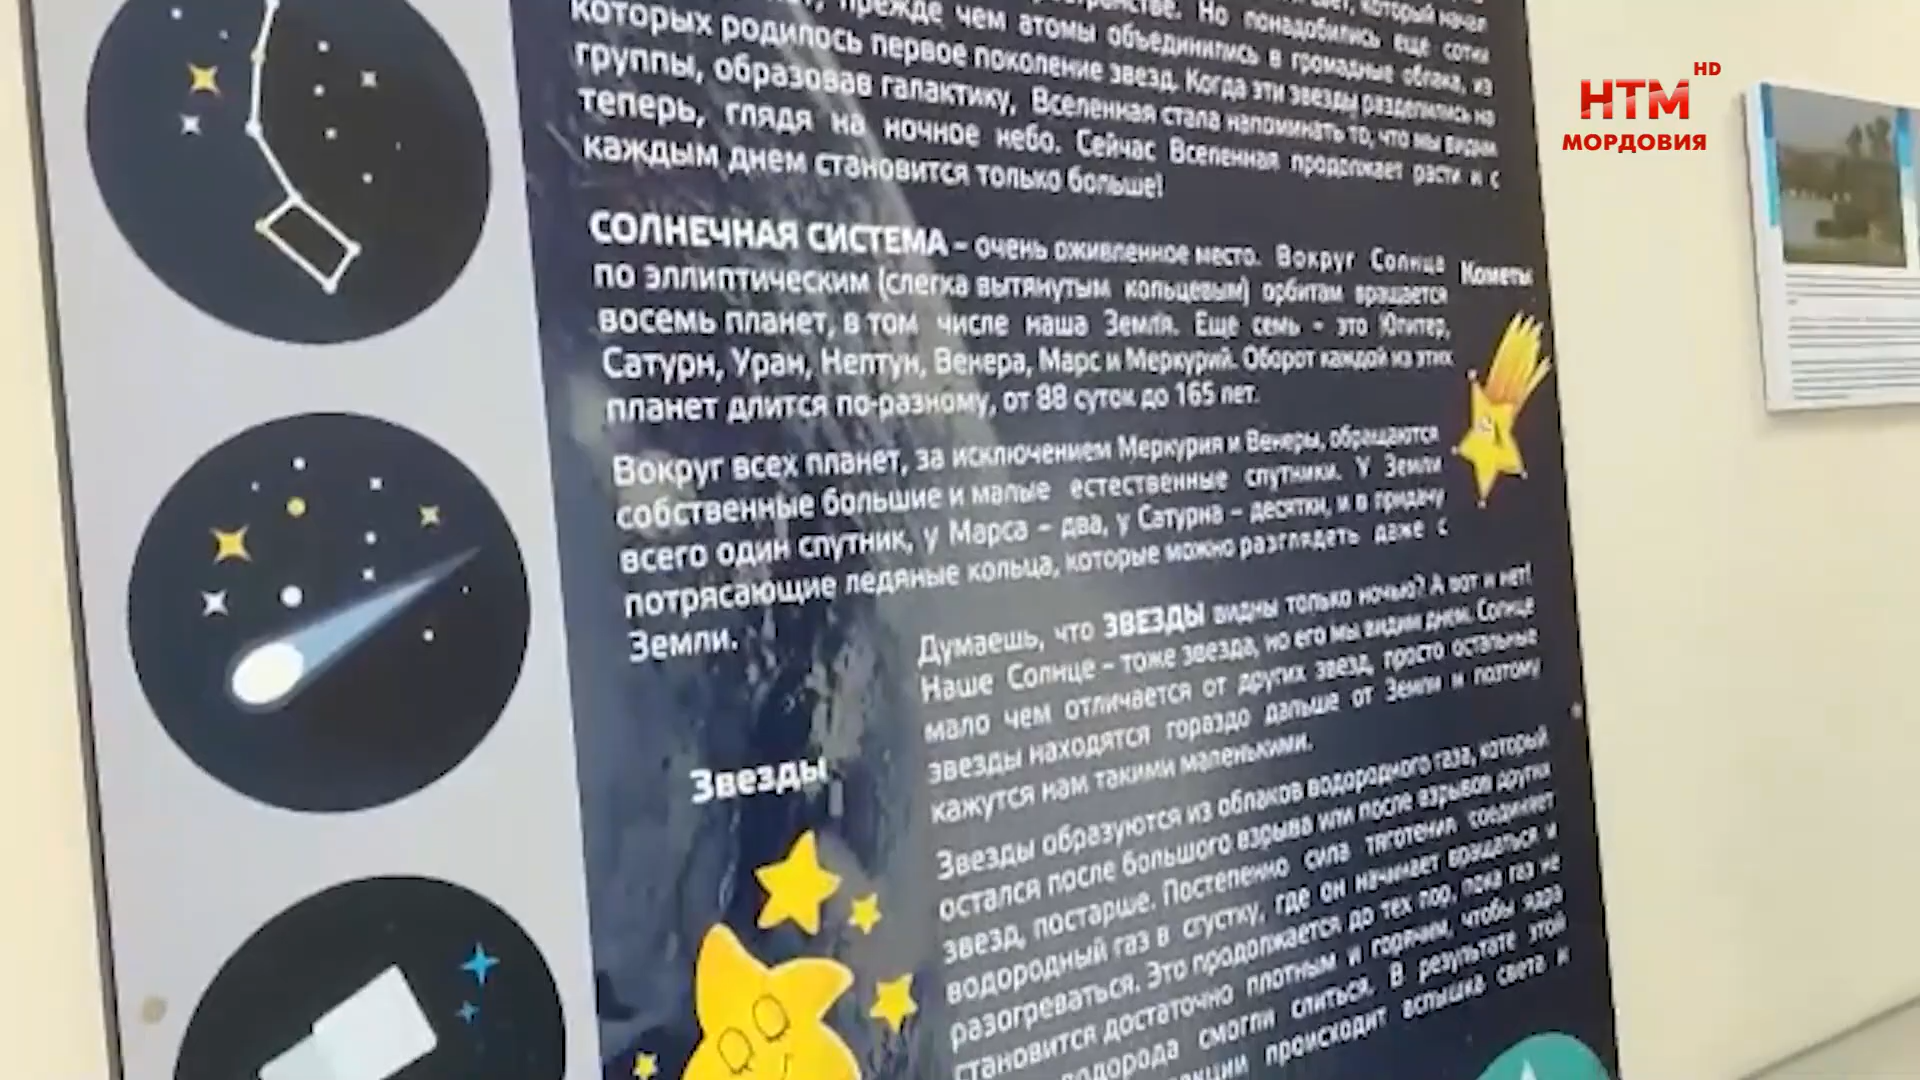 прежде чем атомы объединились в громадные облака, из
которых родилось первое поколение звезд. Когда эти звезды разделились на
группы, образовав галактику, Вселенная стала напоминать то, что мы видим
теперь, глядя на ночное небо. Сейчас Вселенная продолжает расти и с
каждым днем становится только больше!
СОЛНЕЧНАЯ СИСТЕМА – очень оживленное место. Вокруг Солнца
по эллиптическим (слегка вытянутым кольцевым) орбитам вращается
восемь планет, в том числе наша Земля. Еще семь – это Юпитер,
Сатурн, Уран, Нептун, Венера, Марс и Меркурий. Оборот каждой из этих
планет длится по-разному, от 88 суток до 165 лет.
Кометы
Вокруг всех планет, за исключением Меркурия и Венеры, обращаются
собственные большие и малые естественные спутники. У Земли
всего один спутник, у Марса – два, у Сатурна – десятки, и в придачу
потрясающие ледяные кольца, которые можно разглядеть даже с
Земли.
Думаешь, что ЗВЕЗДЫ видны только ночью? А вот и нет!
Наше Солнце – тоже звезда, но его мы видим днем. Солнце
мало чем отличается от других звезд, просто остальные
звезды находятся гораздо дальше от Земли и поэтому
кажутся нам такими маленькими.
Звезды
Звезды образуются из облаков водородного газа, который
остался после большого взрыва или после взрывов других
звезд, постарше. Постепенно сила тяготения соединяет
водородный газ в сгустку, где он начинает вращаться и
разогреваться. Это продолжается до тех пор, пока газ не
становится достаточно плотным и горячим, чтобы ядра
водорода смогли слиться. В результате этой
происходит вспышка света и
НТМ HD
МОРДОВИЯ